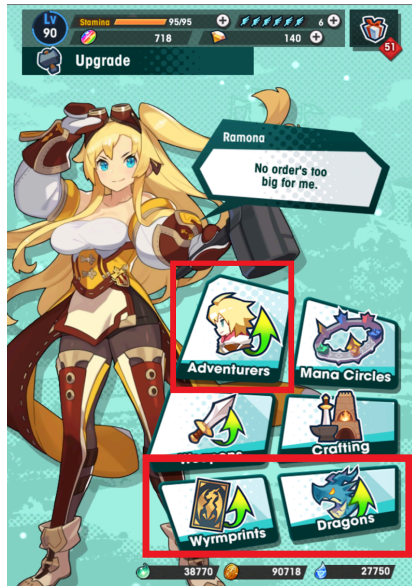 Lv
90
Stamina 95/95
6
718
140
51
Upgrade
Ramona
No order's too
big for me.
Adventurers
Mana Circles
Weapons
Crafting
Wyrmprints
Dragons
38770
90718
27750